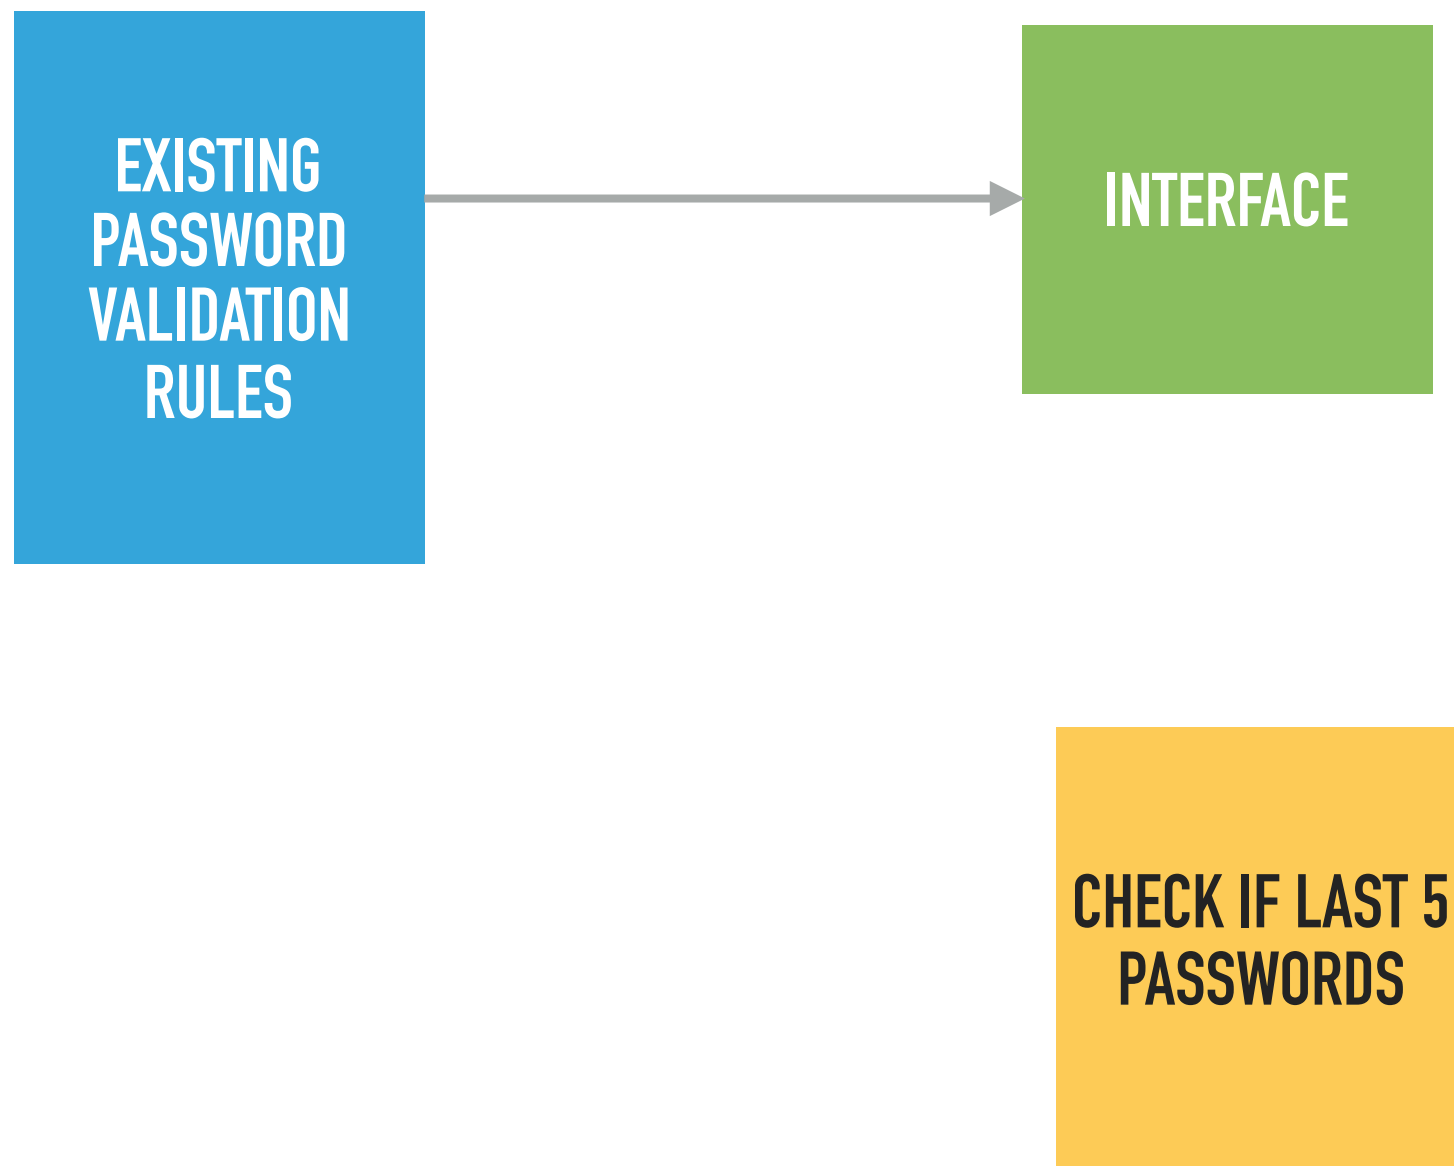 EXISTING
PASSWORD
VALIDATION
RULES
INTERFACE
CHECK IF LAST 5
PASSWORDS